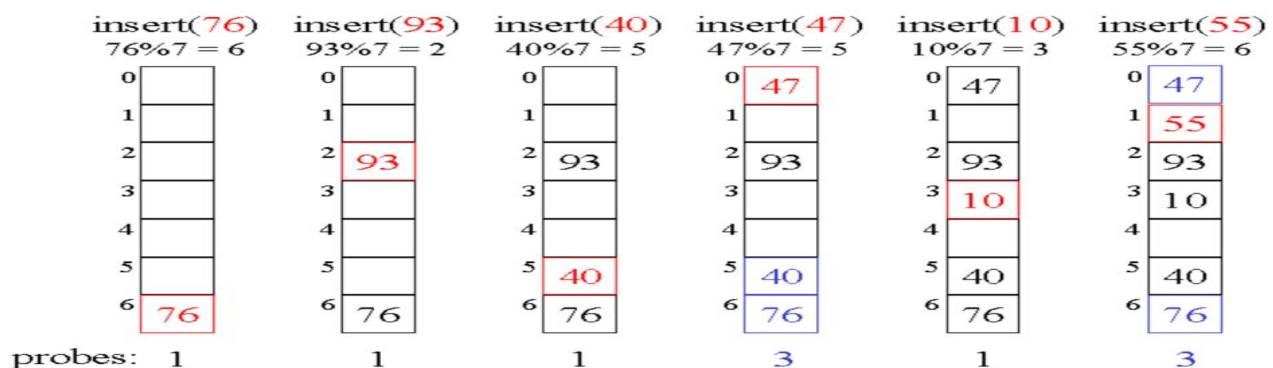 insert(76) insert(93) insert(40) insert(47) insert(10) insert(55)
76%7 = 6 93%7 = 2 40%7 = 5 47%7 = 5 10%7 = 3 55%7 = 6
0 0 0 0 47 0 47 0 47
1 1 1 1 1 1 55
2 2 93 2 93 2 93 2 93 2 93
3 3 3 3 3 10 3 10
4 4 4 4 4 4
5 5 5 40 5 40 5 40 5 40
6 76 6 76 6 76 6 76 6 76 6 76
probes: 1 1 1 3 1 3